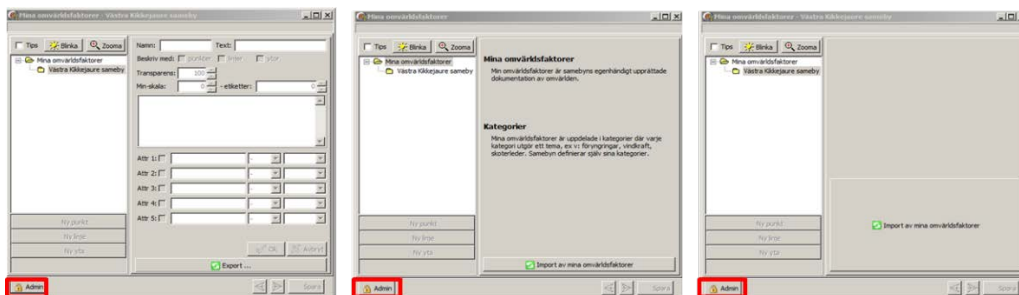 Mina omvärldsfaktorer - Västra Kikkejaure sameby
Tips Blinka Zooma
Mina omvärldsfaktorer
Västra Kikkejaure sameby
Namn: Text:
Beskriv med: punkter linjer ytor
Transparens: 100
Min-skala: 0 - etiketter: 0
Attr 1: -
Attr 2: -
Attr 3: -
Attr 4: -
Attr 5: -
Ny punkt
Ny linje
Ny yta
OK Avbryt
Export ...
Admin Spara
Mina omvärldsfaktorer
Tips Blinka Zooma
Mina omvärldsfaktorer
Västra Kikkejaure sameby
Mina omvärldsfaktorer
Min omvärldsfaktorer är samebyns egenhändigt upprättade
dokumentation av omvärlden.
Kategorier
Mina omvärldsfaktorer är uppdelade i kategorier där varje
kategori utgör ett tema, ex v: föryngringar, vindkraft,
skoterleder. Samebyn definierar själv sina kategorier.
Ny punkt
Ny linje
Ny yta
Import av mina omvärldsfaktorer
Admin Spara
Mina omvärldsfaktorer - Västra Kikkejaure sameby
Tips Blinka Zooma
Mina omvärldsfaktorer
Västra Kikkejaure sameby
Import av mina omvärldsfaktorer
Ny punkt
Ny linje
Ny yta
Admin Spara